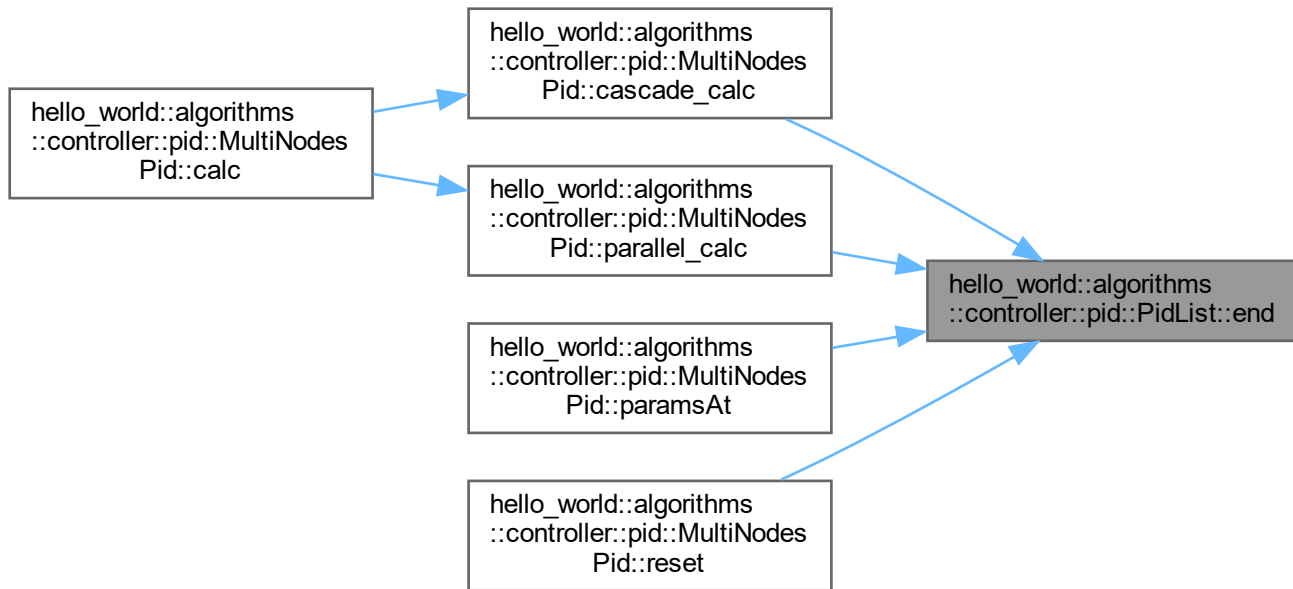 hello_world::algorithms
::controller::pid::MultiNodes
Pid::calc
hello_world::algorithms
::controller::pid::MultiNodes
Pid::cascade_calc
hello_world::algorithms
::controller::pid::MultiNodes
Pid::parallel_calc
hello_world::algorithms
::controller::pid::MultiNodes
Pid::paramsAt
hello_world::algorithms
::controller::pid::MultiNodes
Pid::reset
hello_world::algorithms
::controller::pid::PidList::end